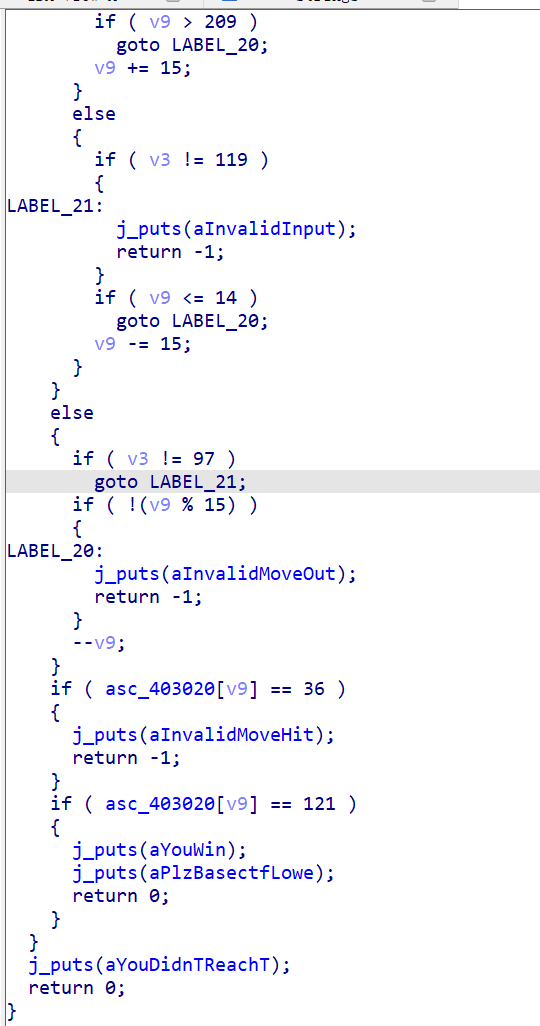 if ( v9 > 209 )
goto LABEL_20;
v9 += 15;
}
else
{
if ( v3 != 119 )
{
LABEL_21:
j_puts(aInvalidInput);
return -1;
}
if ( v9 <= 14 )
goto LABEL_20;
v9 -= 15;
}
}
else
{
if ( v3 != 97 )
goto LABEL_21;
if ( !(v9 % 15) )
{
LABEL_20:
j_puts(aInvalidMoveOut);
return -1;
}
--v9;
}
if ( asc_403020[v9] == 36 )
{
j_puts(aInvalidMoveHit);
return -1;
}
if ( asc_403020[v9] == 121 )
{
j_puts(aYouWin);
j_puts(aPlzBasectfLowe);
return 0;
}
}
j_puts(aYouDidnTReachT);
return 0;
}